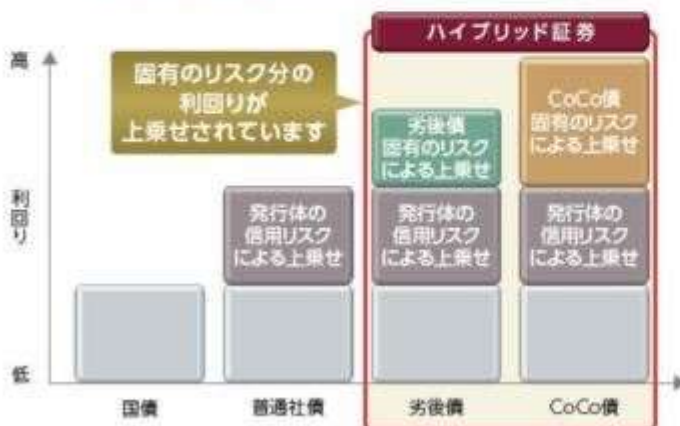 ハイブリッド証券
高
固有のリスク分の
利回りが
上乗せされています
CoCo債
固有のリスク
による上乗せ
劣後債
固有のリスク
による上乗せ
利回り
発行体の
信用リスク
による上乗せ
発行体の
信用リスク
による上乗せ
発行体の
信用リスク
による上乗せ
低
国債
普通社債
劣後債
CoCo債